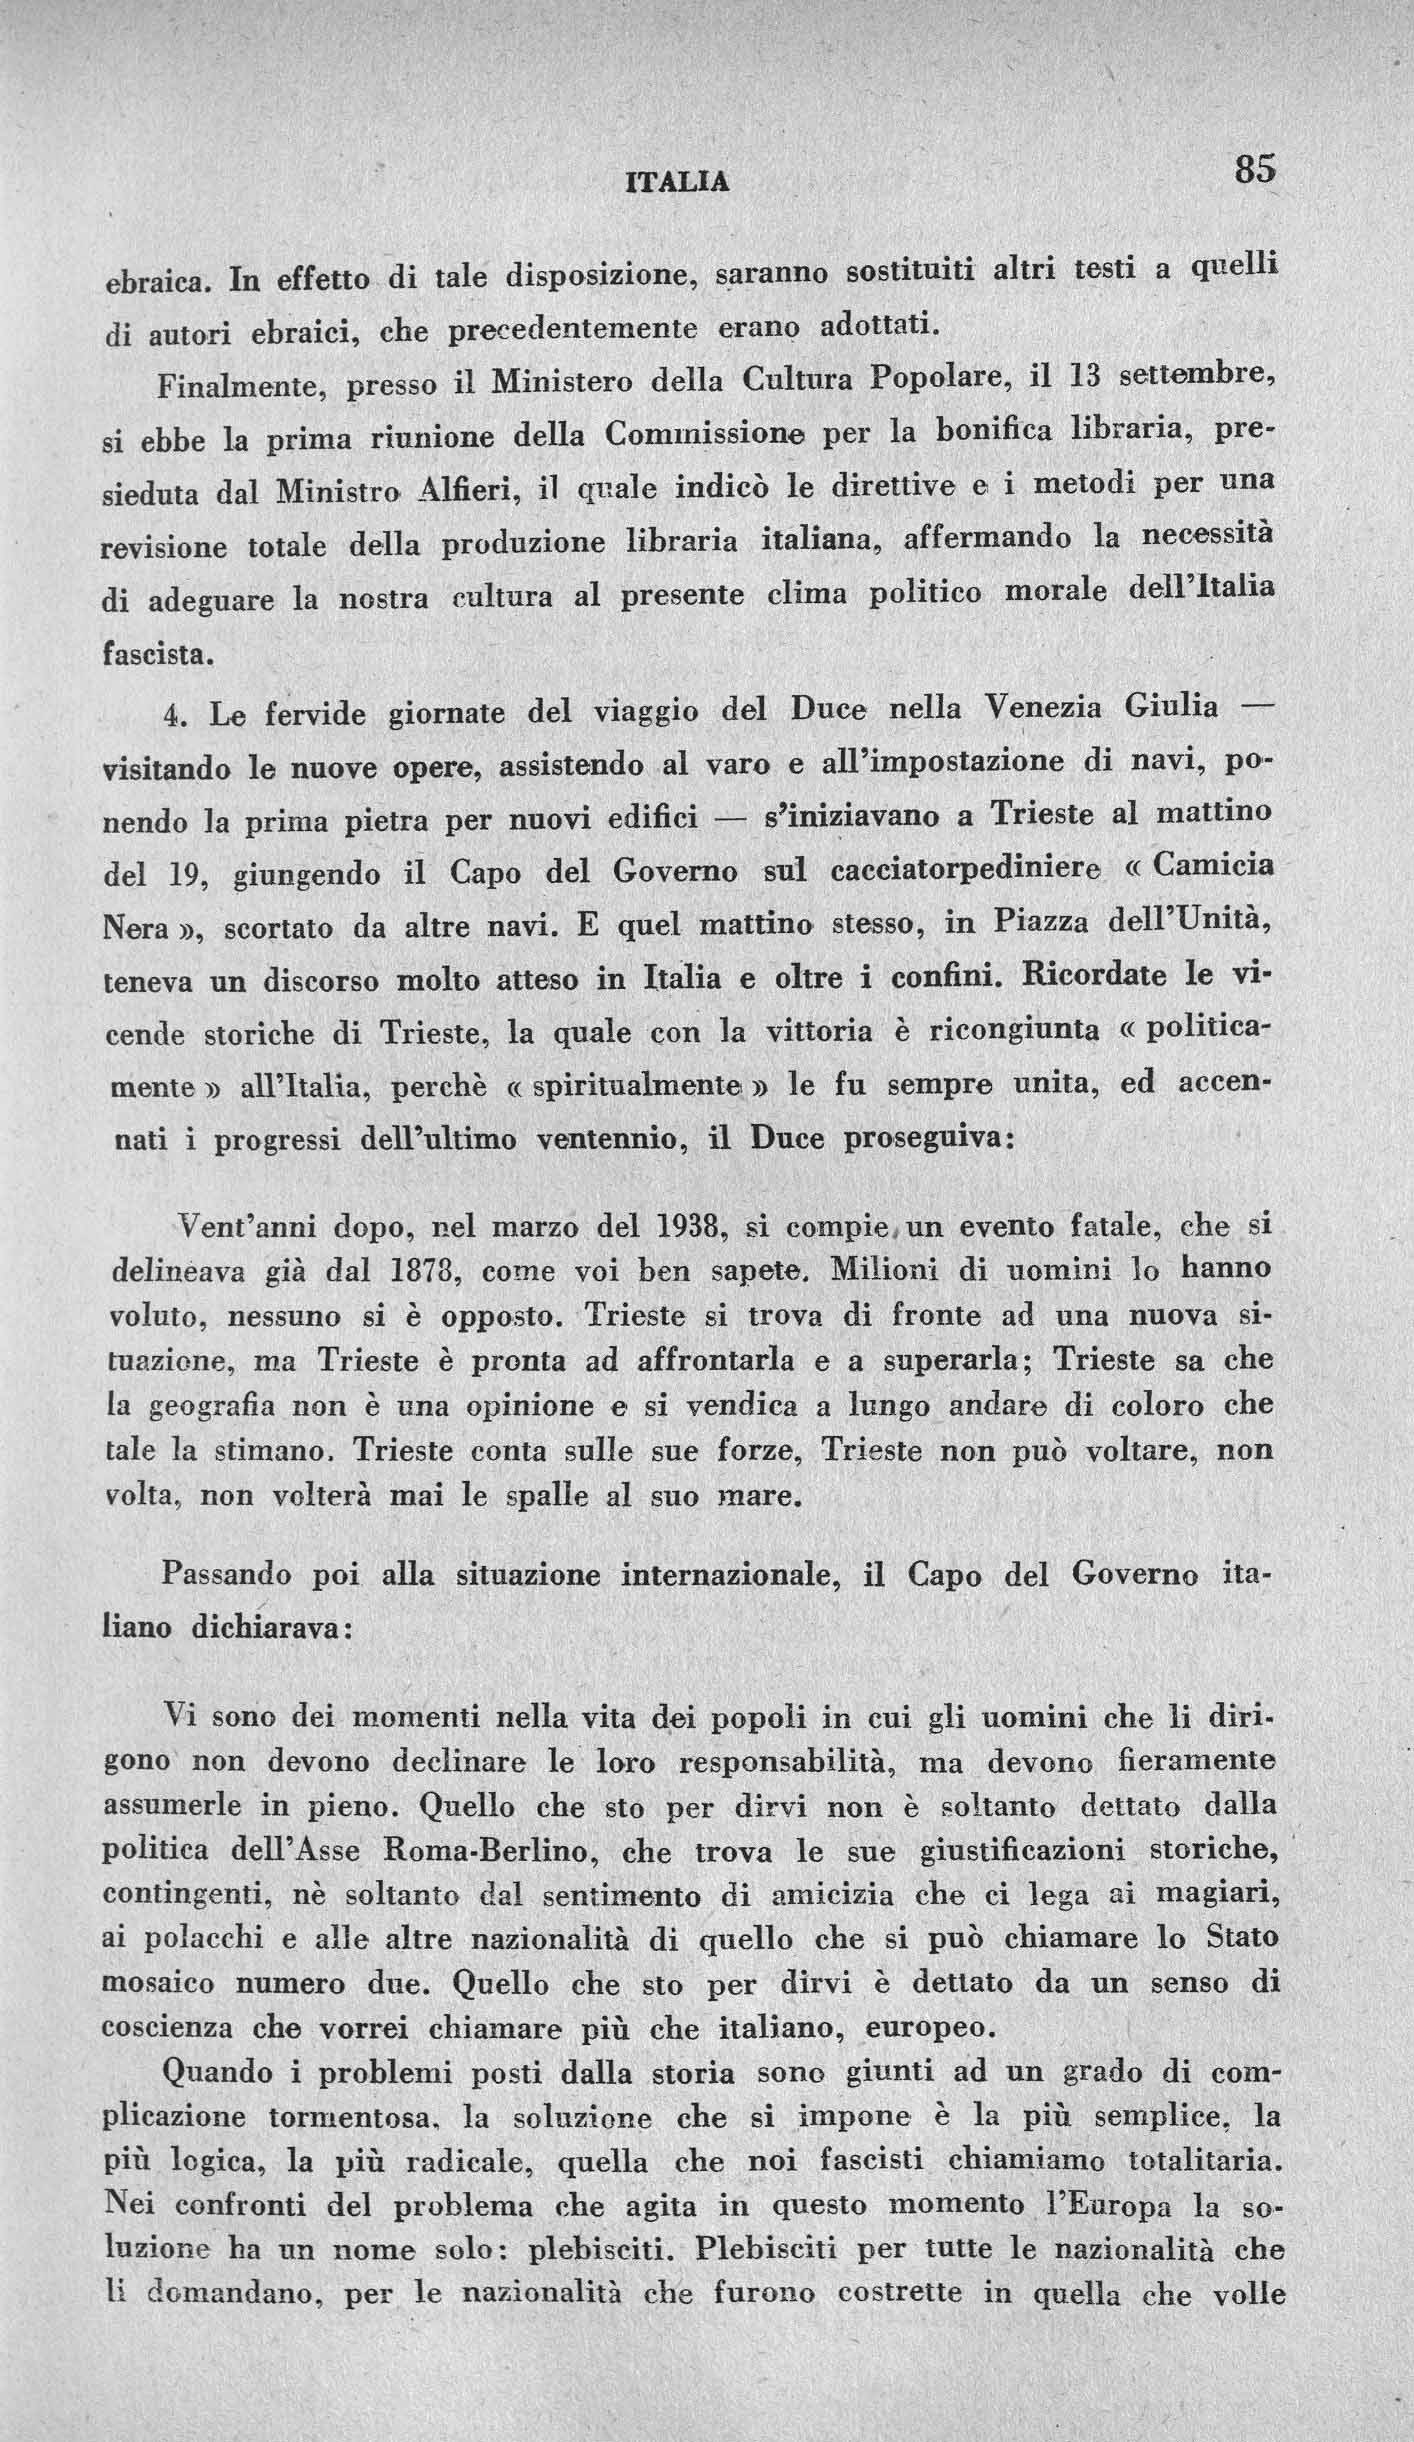 ITALIA
85
ebraica. In effetto di tale disposizione, saranno sostituiti altri testi a quelli
di autori ebraici, che precedentemente erano adottati.
Finalmente, presso il Ministero della Cultura Popolare, il 13 settembre,
si ebbe la prima riunione della Commissione per la bonifica libraria, pre-
sieduta dal Ministro Alfieri, il quale indicò le direttive e i metodi per una
revisione totale della produzione libraria italiana, affermando la necessità
di adeguare la nostra cultura al presente clima politico morale dell'Italia
fascista.
4. Le fervide giornate del viaggio del Duce nella Venezia Giulia —
visitando le nuove opere, assistendo al varo e all'impostazione di navi, po-
nendo la prima pietra per nuovi edifici — s'iniziavano a Trieste al mattino
del 19, giungendo il Capo del Governo sul cacciatorpediniere « Camicia
Nera », scortato da altre navi. E quel mattino stesso, in Piazza dell'Unità,
teneva un discorso molto atteso in Italia e oltre i confini. Ricordate le vi-
cende storiche di Trieste, la quale con la vittoria è ricongiunta « politica-
mente » all'Italia, perchè « spiritualmente » le fu sempre unita, ed accen-
nati i progressi dell'ultimo ventennio, il Duce proseguiva:
Vent'anni dopo, nel marzo del 1938, si compie un evento fatale, che si
delineava già dal 1878, come voi ben sapete. Milioni di uomini lo hanno
voluto, nessuno si è opposto. Trieste si trova di fronte ad una nuova si-
tuazione, ma Trieste è pronta ad affrontarla e a superarla; Trieste sa che
la geografia non è una opinione e si vendica a lungo andare di coloro che
tale la stimano. Trieste conta sulle sue forze, Trieste non può voltare, non
volta, non volterà mai le spalle al suo mare.
Passando poi alla situazione internazionale, il Capo del Governo ita-
liano dichiarava:
Vi sono dei momenti nella vita dei popoli in cui gli uomini che li diri-
gono non devono declinare le loro responsabilità, ma devono fieramente
assumerle in pieno. Quello che sto per dirvi non è soltanto dettato dalla
politica dell'Asse Roma-Berlino, che trova le sue giustificazioni storiche,
contingenti, nè soltanto dal sentimento di amicizia che ci lega ai magiari,
ai polacchi e alle altre nazionalità di quello che si può chiamare lo Stato
mosaico numero due. Quello che sto per dirvi è dettato da un senso di
coscienza che vorrei chiamare più che italiano, europeo.
Quando i problemi posti dalla storia sono giunti ad un grado di com-
plicazione tormentosa, la soluzione che si impone è la più semplice, la
più logica, la più radicale, quella che noi fascisti chiamiamo totalitaria.
Nei confronti del problema che agita in questo momento l'Europa la so-
luzione ha un nome solo: plebisciti. Plebisciti per tutte le nazionalità che
li domandano, per le nazionalità che furono costrette in quella che volle